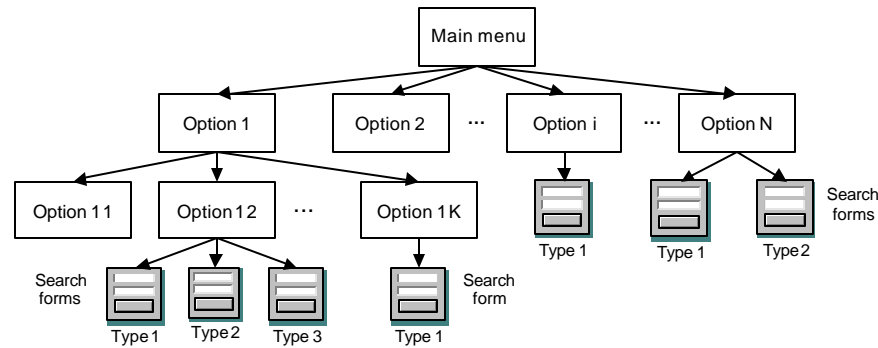 Main menu
Option 1
Option 2
...
Option i
...
Option N
Option 11
Option 12
...
Option 1K
Type 1
Type 1
Type 2
Search
forms
Search
forms
Type 1
Type 2
Type 3
Type 1
Search
form